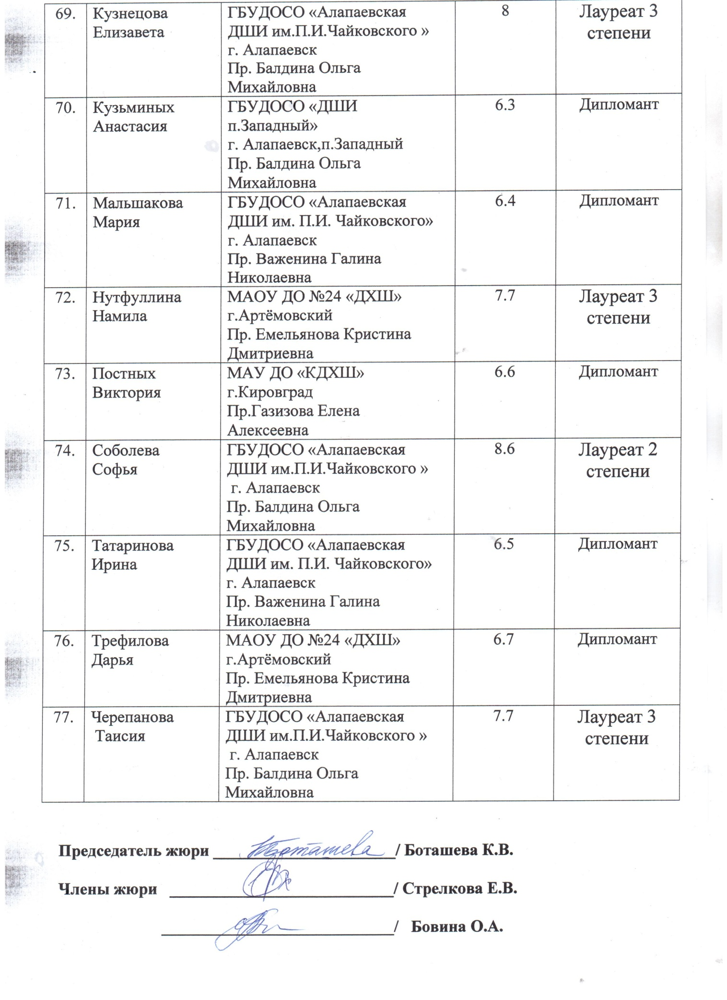 69. Кузнецова ГБУДОСО «Алапаевская 8 Лауреат 3
Елизавета ДШИ им.П.И.Чайковского » степени
г. Алапаевск
Пр. Балдина Ольга
Михайловна
70. Кузьминых ГБУДОСО «ДШИ 6.3 Дипломант
Анастасия п.Западный»
г. Алапаевск,п.Западный
Пр. Балдина Ольга
Михайловна
71. Мальшакова ГБУДОСО «Алапаевская 6.4 Дипломант
Мария ДШИ им. П.И. Чайковского»
г. Алапаевск
Пр. Важенина Галина
Николаевна
72. Нутфуллина МАОУ ДО №24 «ДХШ» 7.7 Лауреат 3
Намила г.Артёмовский степени
Пр. Емельянова Кристина
Дмитриевна
73. Постных МАУ ДО «КДХШ» 6.6 Дипломант
Виктория г.Кировград
Пр.Газизова Елена
Алексеевна
74. Соболева ГБУДОСО «Алапаевская 8.6 Лауреат 2
Софья ДШИ им.П.И.Чайковского » степени
г. Алапаевск
Пр. Балдина Ольга
Михайловна
75. Татаринова ГБУДОСО «Алапаевская 6.5 Дипломант
Ирина ДШИ им. П.И. Чайковского»
г. Алапаевск
Пр. Важенина Галина
Николаевна
76. Трефилова МАОУ ДО №24 «ДХШ» 6.7 Дипломант
Дарья г.Артёмовский
Пр. Емельянова Кристина
Дмитриевна
77. Черепанова ГБУДОСО «Алапаевская 7.7 Лауреат 3
Таисия ДШИ им.П.И.Чайковского » степени
г. Алапаевск
Пр. Балдина Ольга
Михайловна
Председатель жюри / Боташева К.В.
Члены жюри / Стрелкова Е.В.
/ Бовина О.А.